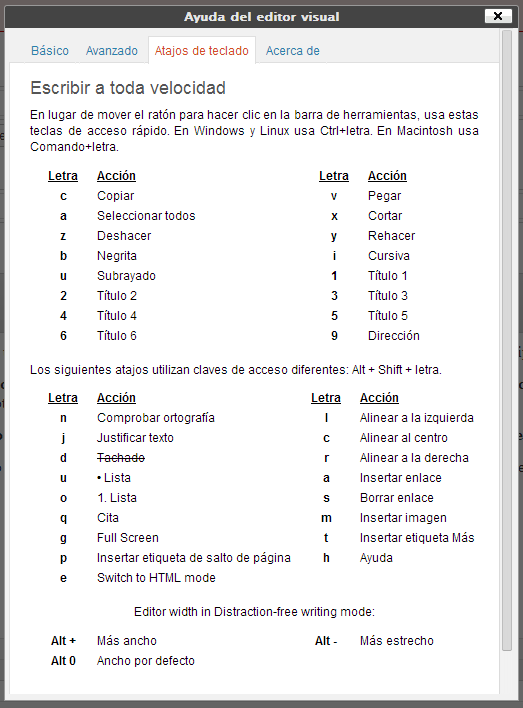 Ayuda del editor visual
Básico Avanzado Atajos de teclado Acerca de
Escribir a toda velocidad
En lugar de mover el ratón para hacer clic en la barra de herramientas, usa estas
teclas de acceso rápido. En Windows y Linux usa Ctrl+letra. En Macintosh usa
Comando+letra.
Letra Acción Letra Acción
c Copiar v Pegar
a Seleccionar todos x Cortar
z Deshacer y Rehacer
b Negrita i Cursiva
u Subrayado 1 Título 1
2 Título 2 3 Título 3
4 Título 4 5 Título 5
6 Título 6 9 Dirección
Los siguientes atajos utilizan claves de acceso diferentes: Alt + Shift + letra.
Letra Acción Letra Acción
n Comprobar ortografía l Alinear a la izquierda
j Justificar texto c Alinear al centro
d Tachado r Alinear a la derecha
u • Lista a Insertar enlace
o 1. Lista s Borrar enlace
q Cita m Insertar imagen
g Full Screen t Insertar etiqueta Más
p Insertar etiqueta de salto de página h Ayuda
e Switch to HTML mode
Editor width in Distraction-free writing mode:
Alt + Más ancho Alt - Más estrecho
Alt 0 Ancho por defecto